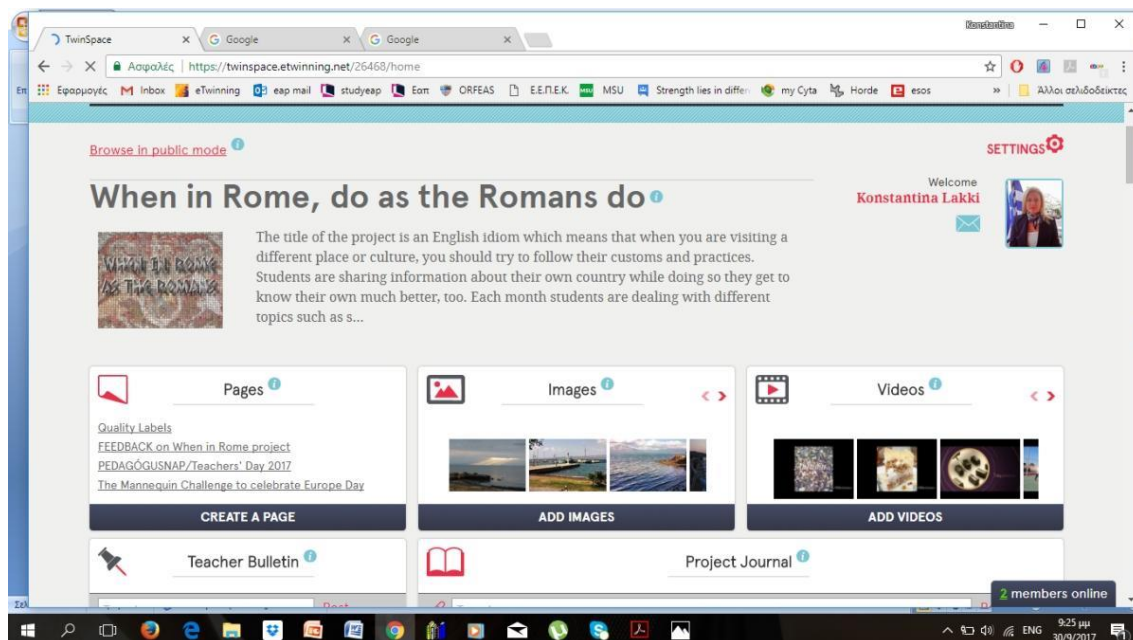 Konstantina
TwinSpace
Google
Google
Ασφαλές | https://twinspace.etwinning.net/26468/home
Εφαρμογές
Inbox
eTwinning
eap mail
studyeap
Εαπ
ORFEAS
Ε.Ε.Π.Ε.Κ.
MSU
Strength lies in differ
my Cyta
Horde
esos
»
Άλλοι σελιδοδείκτες
Browse in public mode
SETTINGS
When in Rome, do as the Romans do
Welcome
Konstantina Lakki
WHEN IN ROME
AS THE ROMANS
The title of the project is an English idiom which means that when you are visiting a
different place or culture, you should try to follow their customs and practices.
Students are sharing information about their own country while doing so they get to
know their own much better, too. Each month students are dealing with different
topics such as s...
Pages
Quality Labels
FEEDBACK on When in Rome project
PEDAGÓGUSNAP/Teachers' Day 2017
The Mannequin Challenge to celebrate Europe Day
CREATE A PAGE
Images
ADD IMAGES
Videos
ADD VIDEOS
Teacher Bulletin
Project Journal
Post
2 members online
ENG
9:25 μμ
30/9/2017